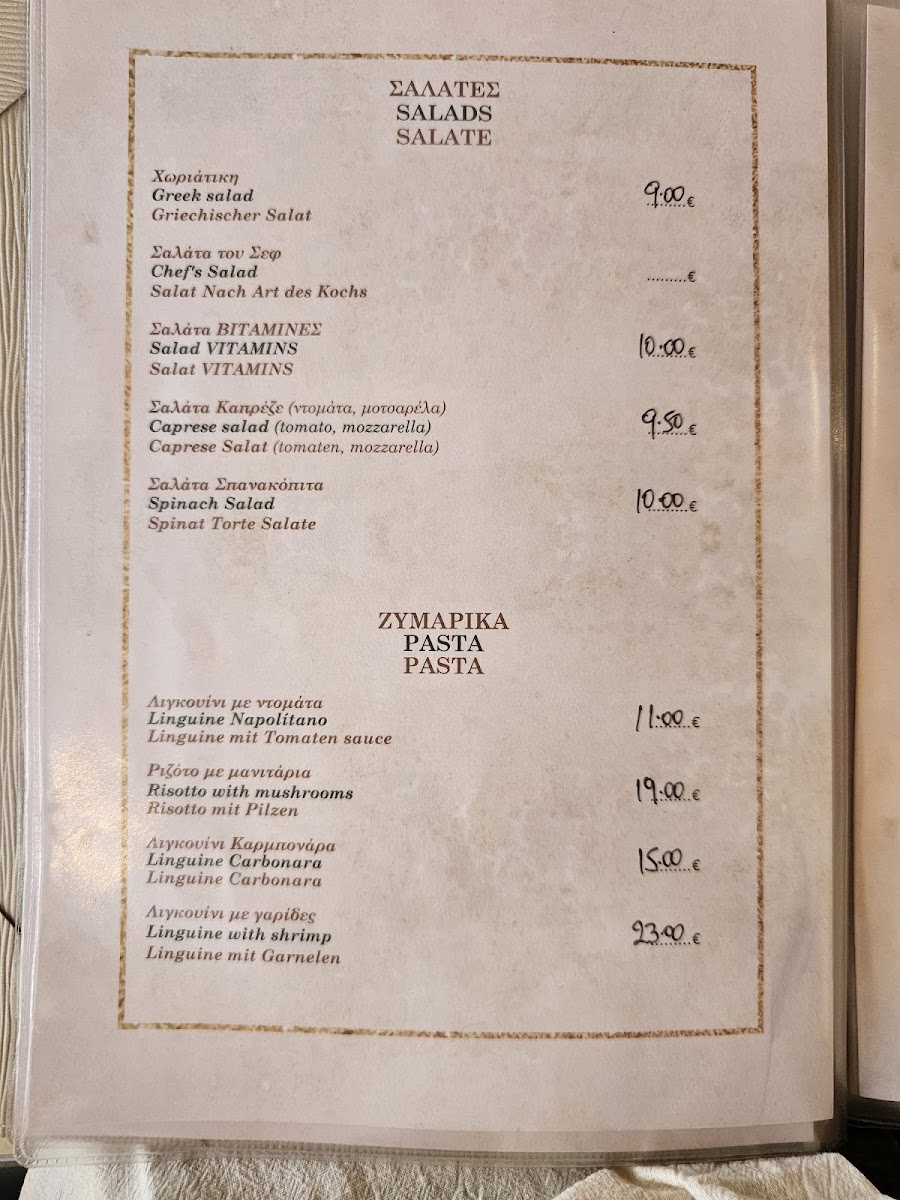 ΣΑΛΑΤΕΣ
SALADS
SALATE
Χωριάτικη
Greek salad
Griechischer Salat
9.00 €
Σαλάτα του Σεφ
Chef's Salad
Salat Nach Art des Kochs
.........€
Σαλάτα ΒΙΤΑΜΙΝΕΣ
Salad VITAMINS
Salat VITAMINS
10.00 €
Σαλάτα Καπρέζε (ντομάτα, μοτσαρέλα)
Caprese salad (tomato, mozzarella)
Caprese Salat (tomaten, mozzarella)
9.50 €
Σαλάτα Σπανακόπιτα
Spinach Salad
Spinat Torte Salate
10.00 €
ΖΥΜΑΡΙΚΑ
PASTA
PASTA
Λιγκουίνι με ντομάτα
Linguine Napolitano
Linguine mit Tomaten sauce
11.00 €
Ριζότο με μανιτάρια
Risotto with mushrooms
Risotto mit Pilzen
19.00 €
Λιγκουίνι Καρμπονάρα
Linguine Carbonara
Linguine Carbonara
15.00 €
Λιγκουίνι με γαρίδες
Linguine with shrimp
Linguine mit Garnelen
23.00 €